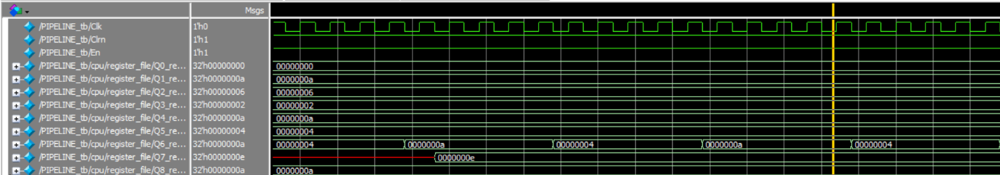 Msgs
/PIPELINE_tb/Clk 1'h0
/PIPELINE_tb/Clrn 1'h1
/PIPELINE_tb/En 1'h1
/PIPELINE_tb/cpu/register_file/Q0_re... 32'h00000000 00000000
/PIPELINE_tb/cpu/register_file/Q1_re... 32'h0000000a 0000000a
/PIPELINE_tb/cpu/register_file/Q2_re... 32'h00000006 00000006
/PIPELINE_tb/cpu/register_file/Q3_re... 32'h00000002 00000002
/PIPELINE_tb/cpu/register_file/Q4_re... 32'h0000000a 0000000a
/PIPELINE_tb/cpu/register_file/Q5_re... 32'h00000004 00000004
/PIPELINE_tb/cpu/register_file/Q6_re... 32'h0000000a 00000004 0000000a 00000004 0000000a 00000004
/PIPELINE_tb/cpu/register_file/Q7_re... 32'h0000000e 0000000e
/PIPELINE_tb/cpu/register_file/Q8_re... 32'h0000000a 0000000a